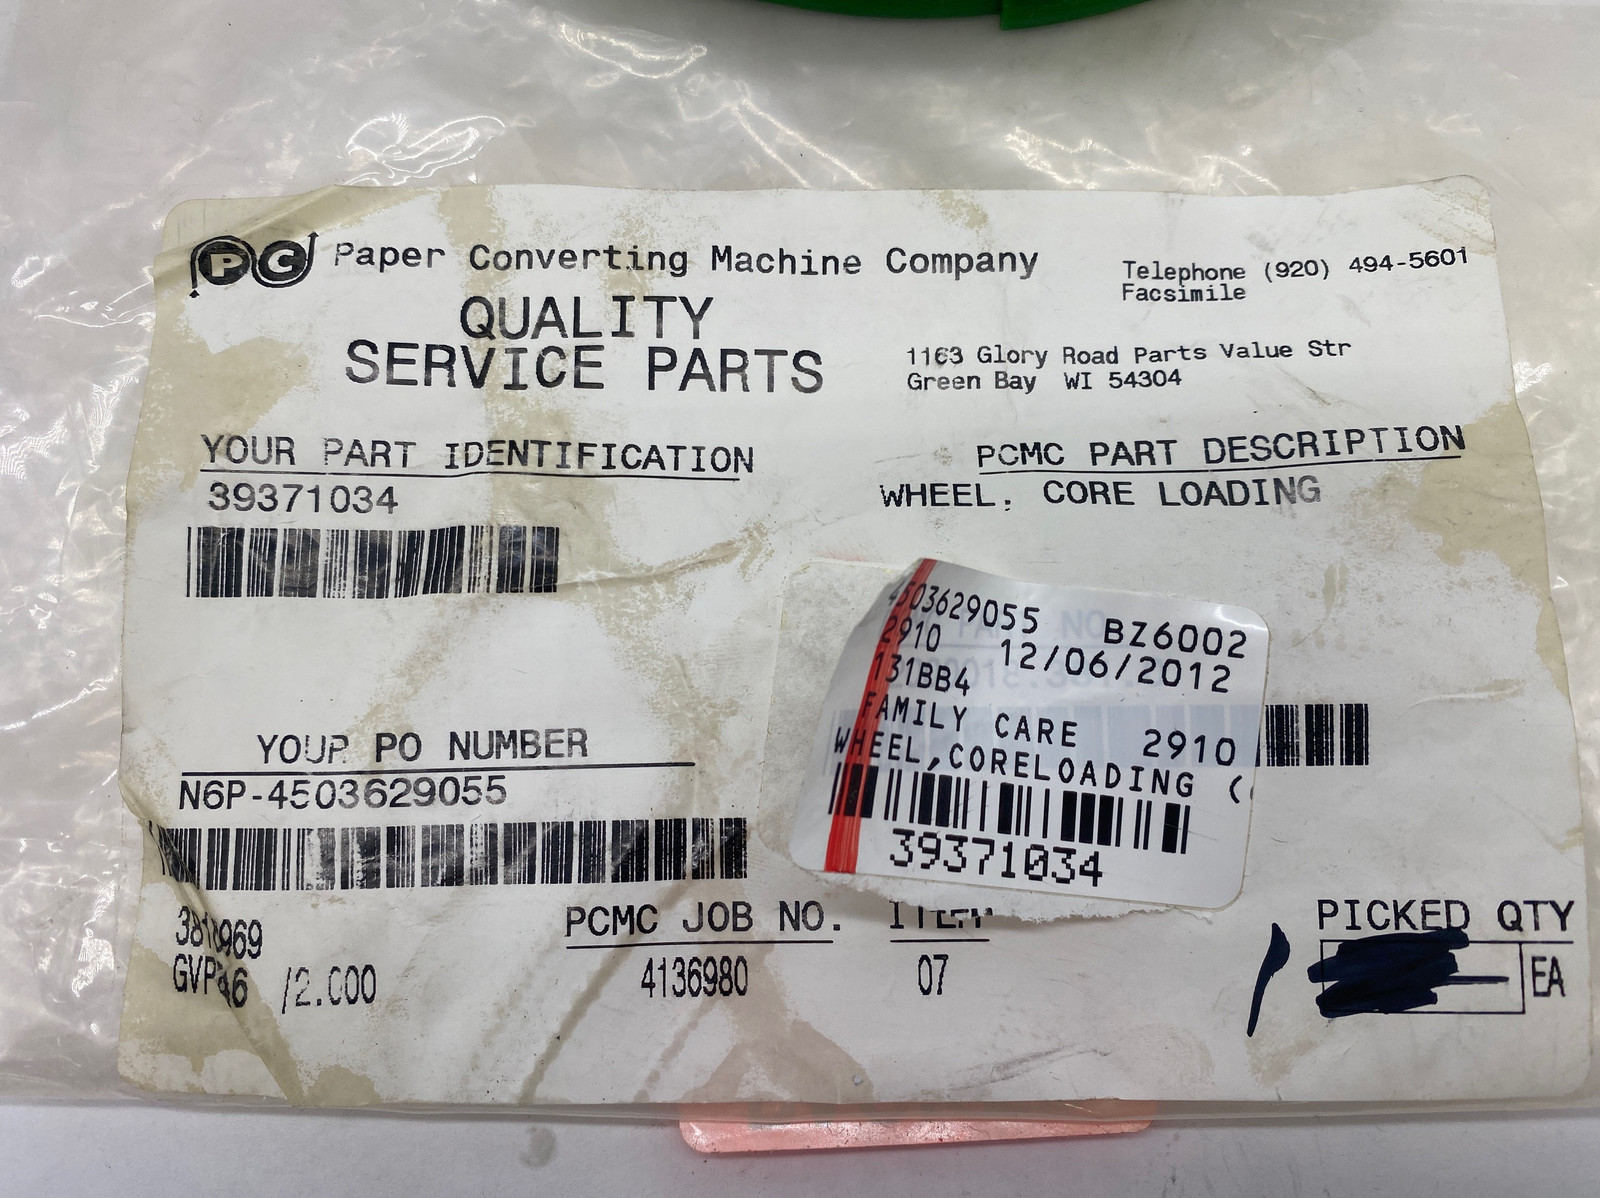 PC Paper Converting Machine Company
Telephone (920) 494-5601
Facsimile
QUALITY
SERVICE PARTS
1163 Glory Road Parts Value Str
Green Bay WI 54304
YOUR PART IDENTIFICATION
39371034
PCMC PART DESCRIPTION
WHEEL, CORE LOADING
4503629055 BZ6002
2910 12/06/2012
131BB4
FAMILY CARE 2910
WHEEL,CORELOADING (
39371034
YOUR PO NUMBER
N6P-4503629055
/2.000
PCMC JOB NO.
4136980
ITEM
07
PICKED QTY
EA